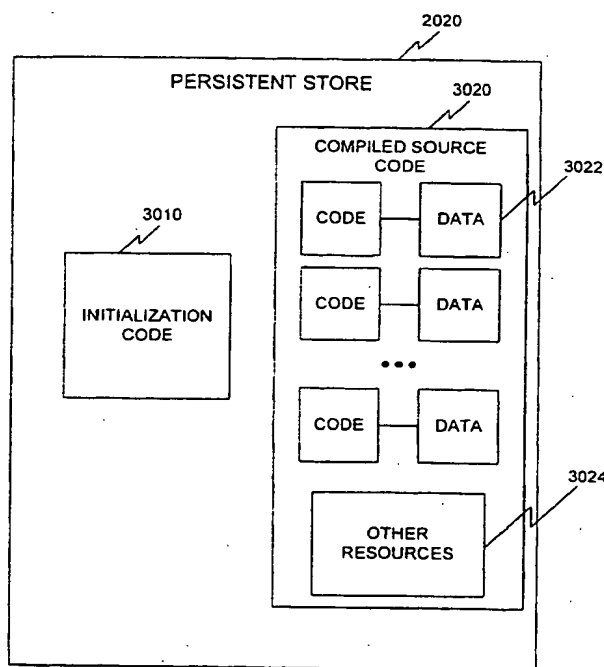 2020
PERSISTENT STORE
3020
COMPILED SOURCE
CODE
3022
CODE
DATA
3010
INITIALIZATION
CODE
CODE
DATA
•••
CODE
DATA
3024
OTHER
RESOURCES